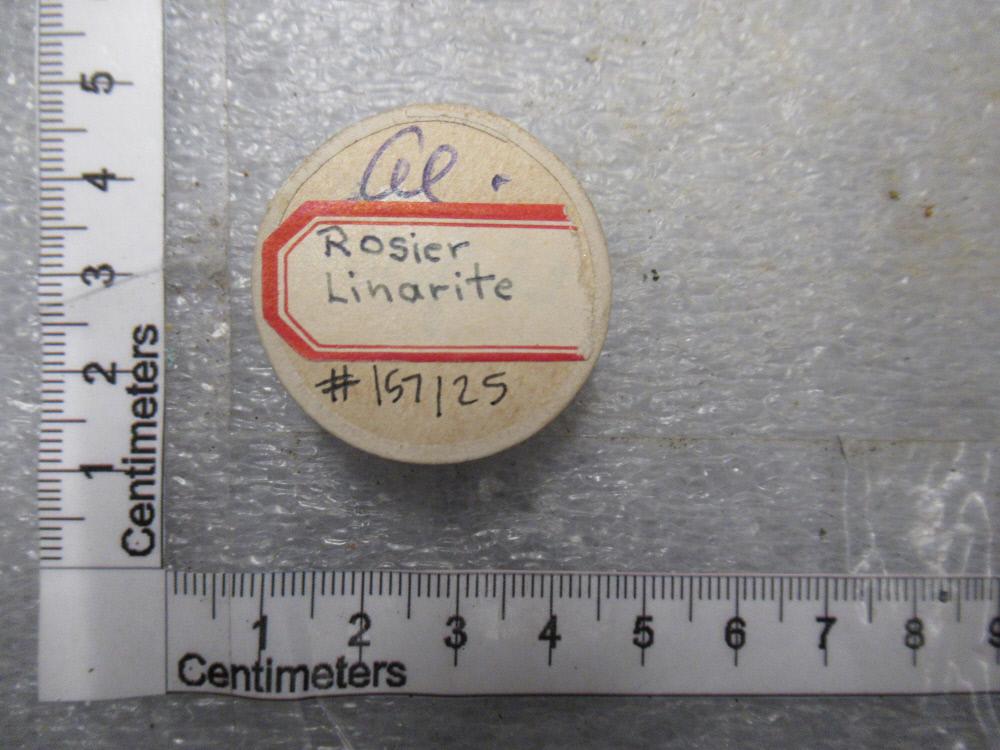 Al.
Rosier
Linarite
#157125
5
4
3
2
1
Centimeters
1 2 3 4 5 6 7 8 9
Centimeters